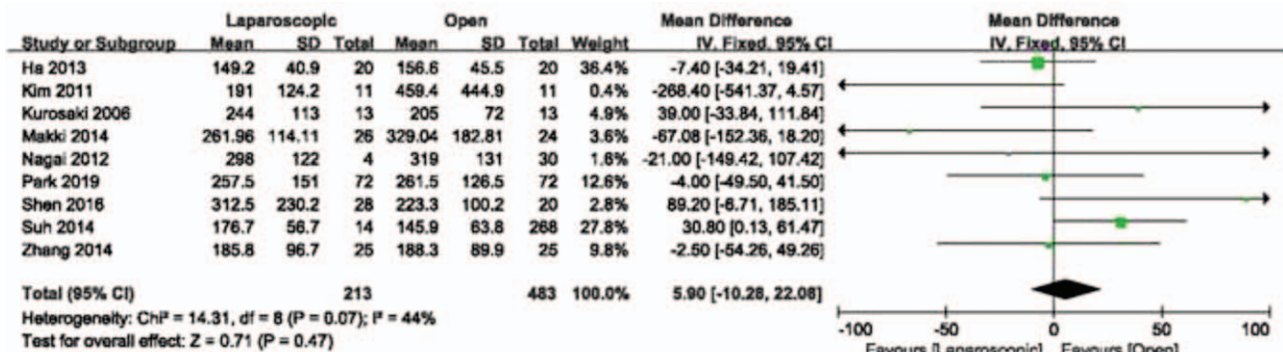 Laparoscopic Open Mean Difference Mean Difference
Study or Subgroup Mean SD Total Mean SD Total Weight IV, Fixed, 95% CI IV, Fixed, 95% CI
Ha 2013 149.2 40.9 20 156.6 45.5 20 36.4% -7.40 [-34.21, 19.41]
Kim 2011 191 124.2 11 459.4 444.9 11 0.4% -268.40 [-541.37, 4.57]
Kurosaki 2006 244 113 13 205 72 13 4.9% 39.00 [-33.84, 111.84]
Makki 2014 261.96 114.11 26 329.04 182.81 24 3.6% -67.08 [-152.36, 18.20]
Nagai 2012 298 122 4 319 131 30 1.6% -21.00 [-149.42, 107.42]
Park 2019 257.5 151 72 261.5 126.5 72 12.6% -4.00 [-49.50, 41.50]
Shen 2016 312.5 230.2 28 223.3 100.2 20 2.8% 89.20 [-6.71, 185.11]
Suh 2014 176.7 56.7 14 145.9 63.8 268 27.8% 30.80 [0.13, 61.47]
Zhang 2014 185.8 96.7 25 188.3 89.9 25 9.8% -2.50 [-54.26, 49.26]
Total (95% CI) 213 483 100.0% 5.90 [-10.28, 22.08]
Heterogeneity: Chi² = 14.31, df = 8 (P = 0.07); I² = 44%
Test for overall effect: Z = 0.71 (P = 0.47)
-100 -50 0 50 100
Favours [Laparoscopic] Favours [Open]